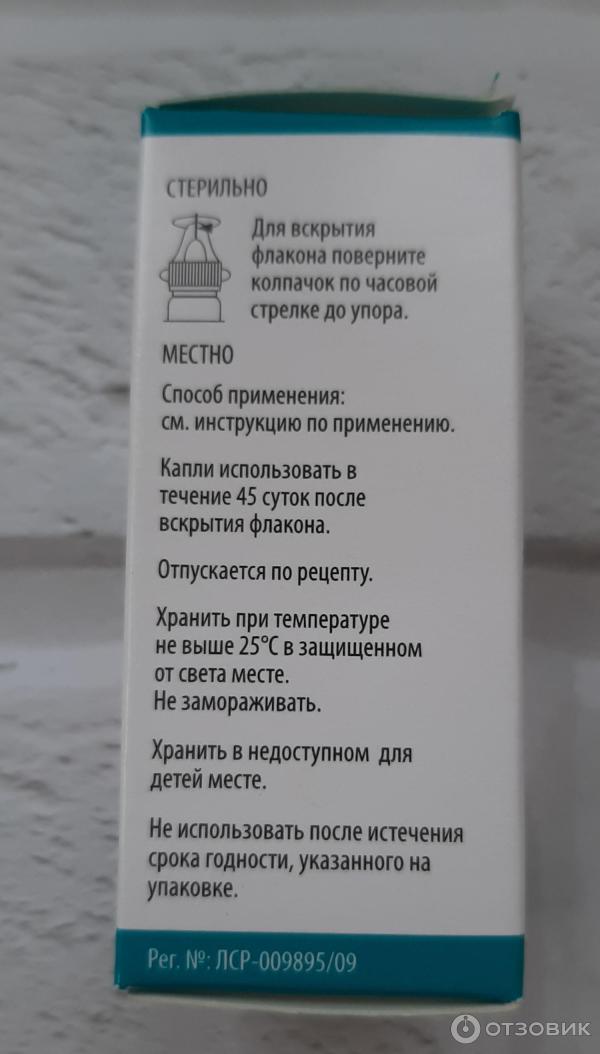 СТЕРИЛЬНО
Для вскрытия
флакона поверните
колпачок по часовой
стрелке до упора.
МЕСТНО
Способ применения:
см. инструкцию по применению.
Капли использовать в
течение 45 суток после
вскрытия флакона.
Отпускается по рецепту.
Хранить при температуре
не выше 25°С в защищенном
от света месте.
Не замораживать.
Хранить в недоступном для
детей месте.
Не использовать после истечения
срока годности, указанного на
упаковке.
Рег. №: ЛСР-009895/09
ОТЗОВИК